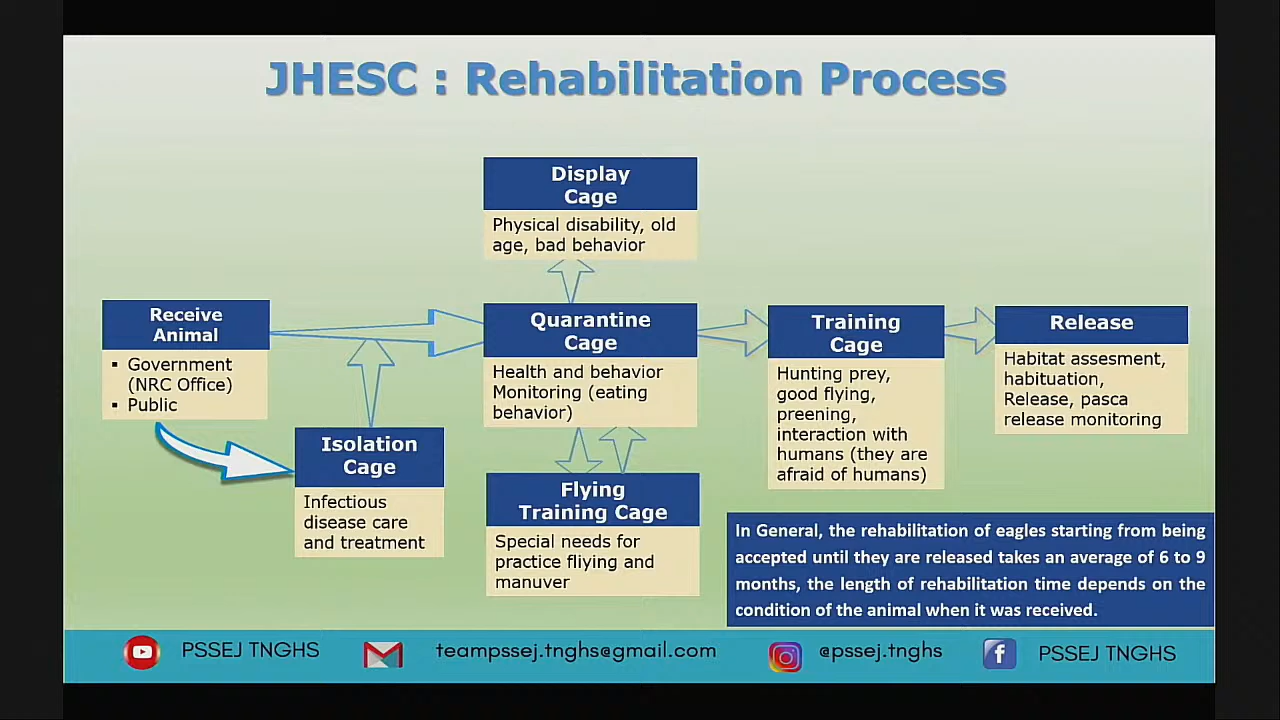 JHESC : Rehabilitation Process
Display
Cage
Physical disability, old
age, bad behavior
Receive
Animal
▪ Government
(NRC Office)
▪ Public
Isolation
Cage
Infectious
disease care
and treatment
Quarantine
Cage
Health and behavior
Monitoring (eating
behavior)
Flying
Training Cage
Special needs for
practice fliying and
manuver
Training
Cage
Hunting prey,
good flying,
preening,
interaction with
humans (they are
afraid of humans)
Release
Habitat assesment,
habituation,
Release, pasca
release monitoring
In General, the rehabilitation of eagles starting from being
accepted until they are released takes an average of 6 to 9
months, the length of rehabilitation time depends on the
condition of the animal when it was received.
PSSEJ TNGHS
teampssej.tnghs@gmail.com
@pssej.tnghs
PSSEJ TNGHS